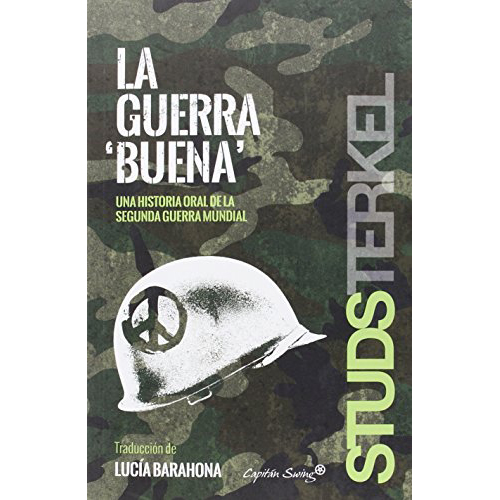 LA
GUERRA
‘BUENA’
UNA HISTORIA ORAL DE LA
SEGUNDA GUERRA MUNDIAL
STUDS TERKEL
Traducción de
LUCÍA BARAHONA
Capitán Swing